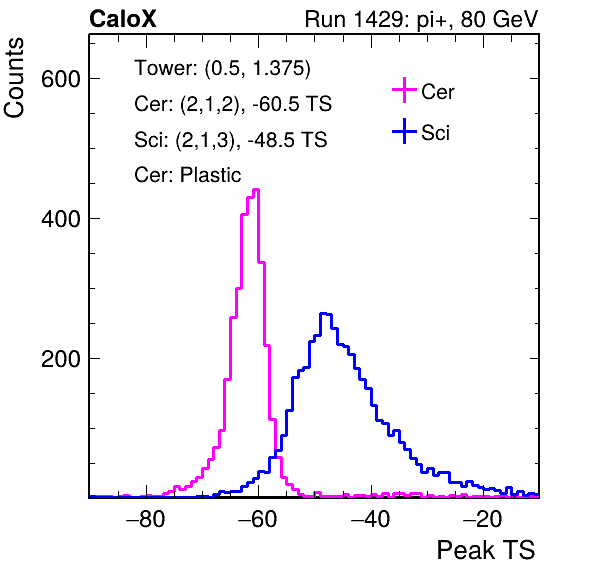 CaloX Run 1429: pi+, 80 GeV
Counts
Tower: (0.5, 1.375)
Cer: (2,1,2), -60.5 TS
Sci: (2,1,3), -48.5 TS
Cer: Plastic
Cer
Sci
600
400
200
−80 −60 −40 −20
Peak TS